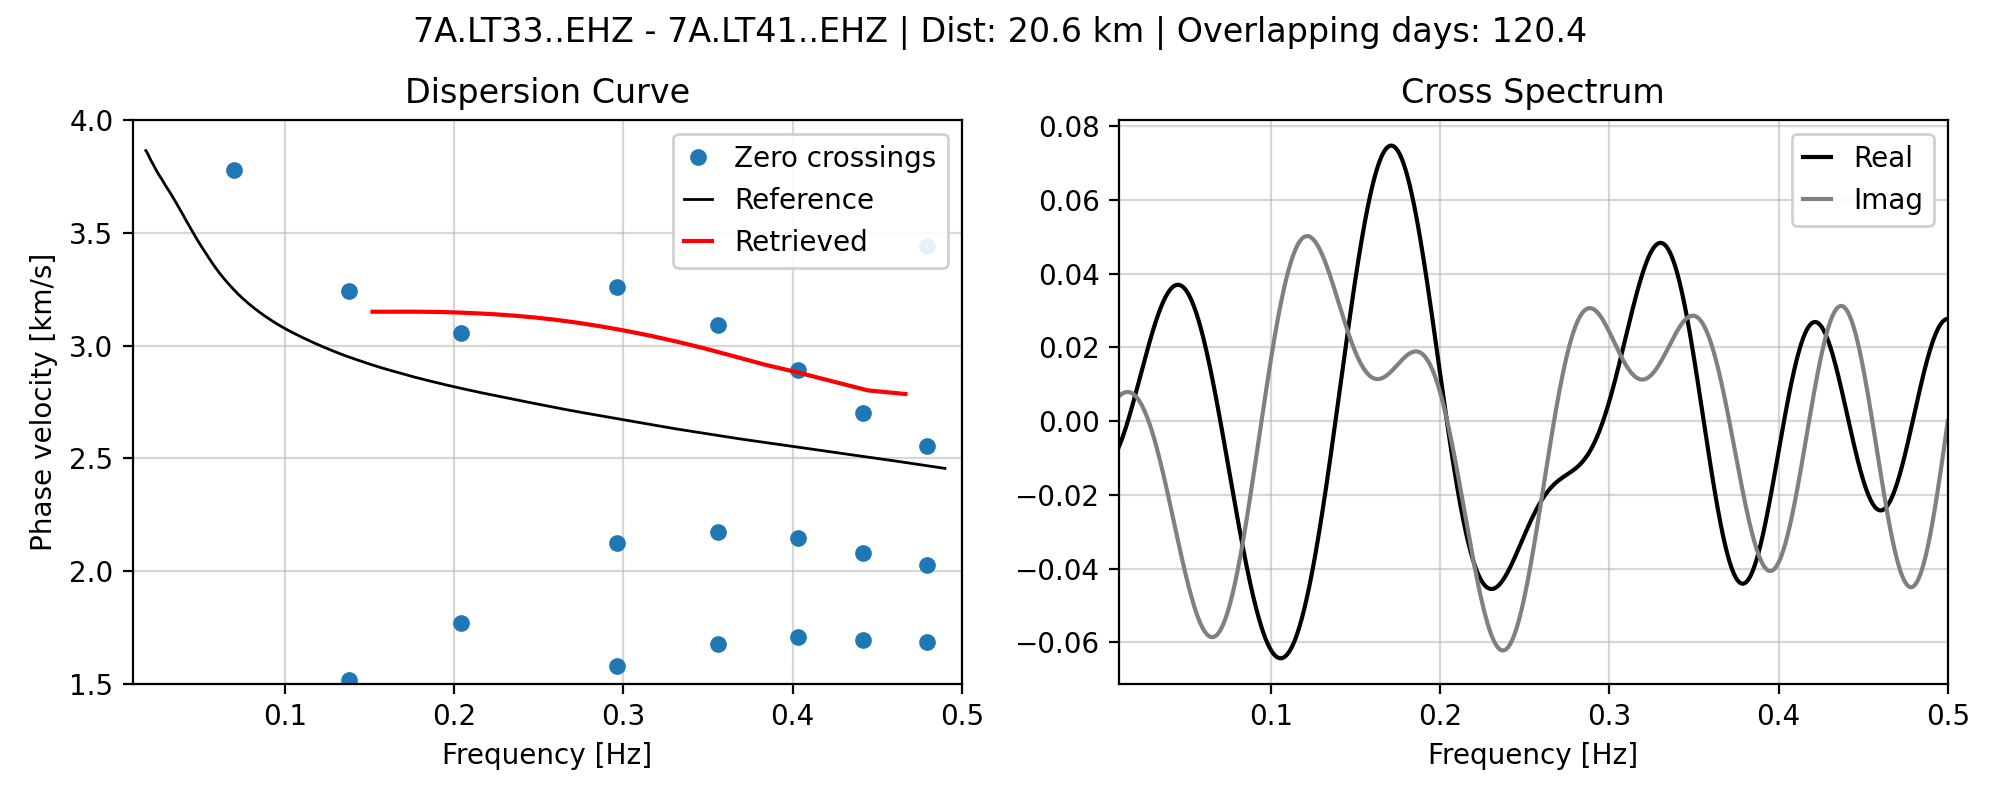 7A.LT33..EHZ - 7A.LT41..EHZ | Dist: 20.6 km | Overlapping days: 120.4
Dispersion Curve
4.0
3.5
3.0
2.5
2.0
1.5
Phase velocity [km/s]
0.1 0.2 0.3 0.4 0.5
Frequency [Hz]
Zero crossings
Reference
Retrieved
Cross Spectrum
0.08
0.06
0.04
0.02
0.00
−0.02
−0.04
−0.06
0.1 0.2 0.3 0.4 0.5
Frequency [Hz]
Real
Imag